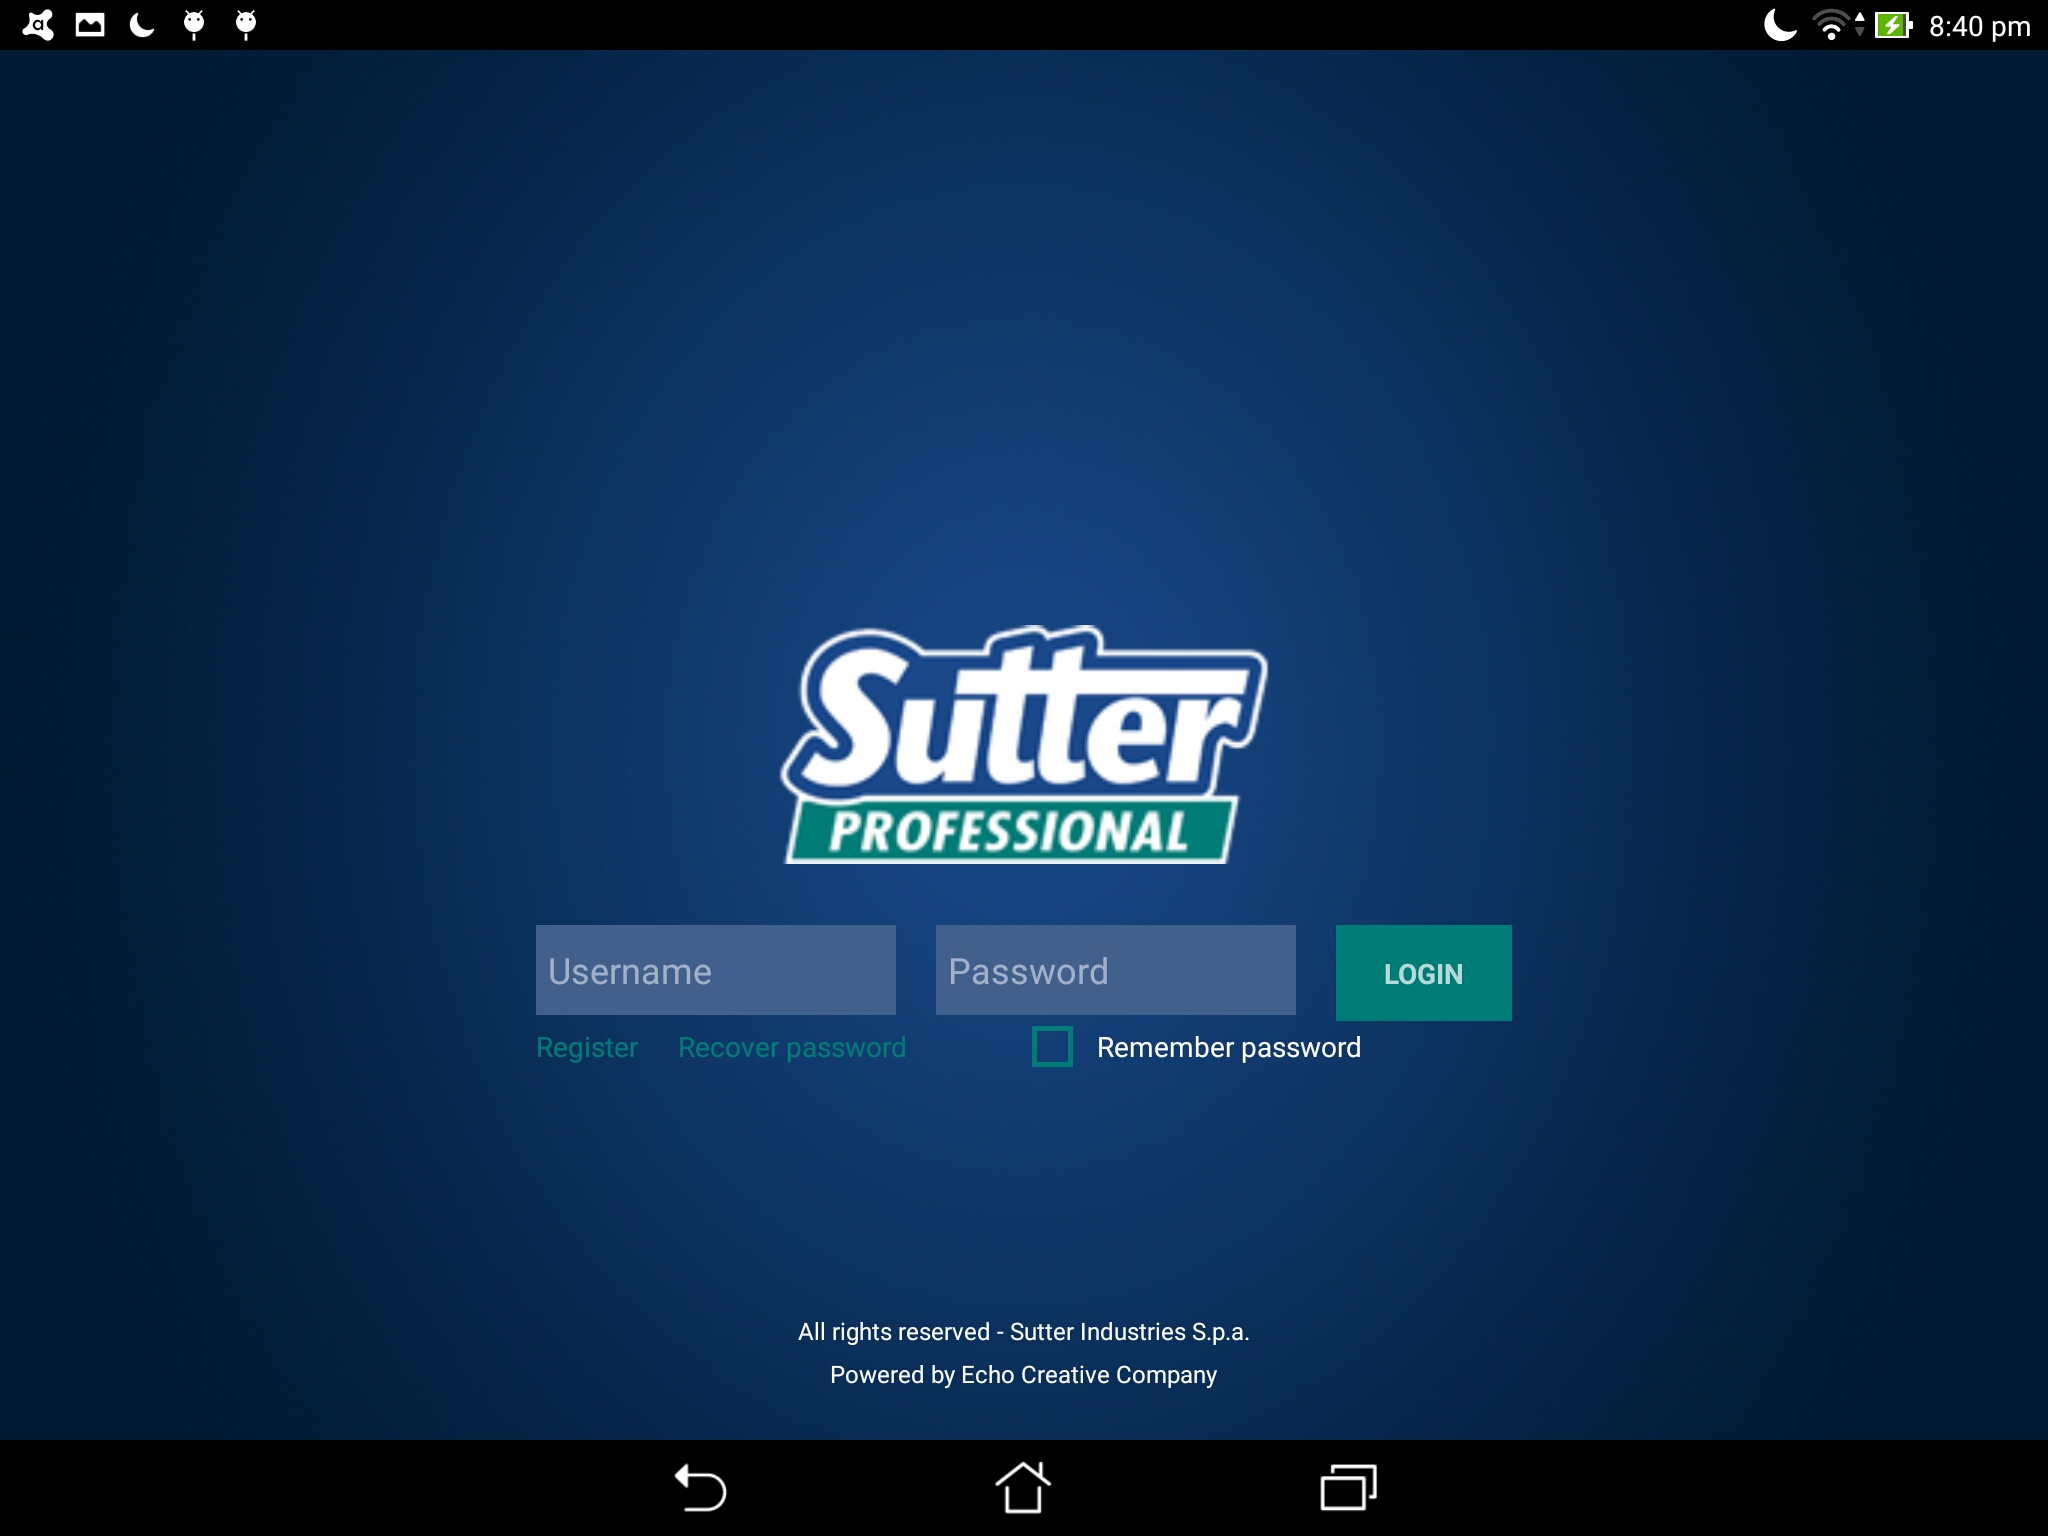 8:40 pm
Sutter
PROFESSIONAL
Username
Password
LOGIN
Register
Recover password
Remember password
All rights reserved - Sutter Industries S.p.a.
Powered by Echo Creative Company